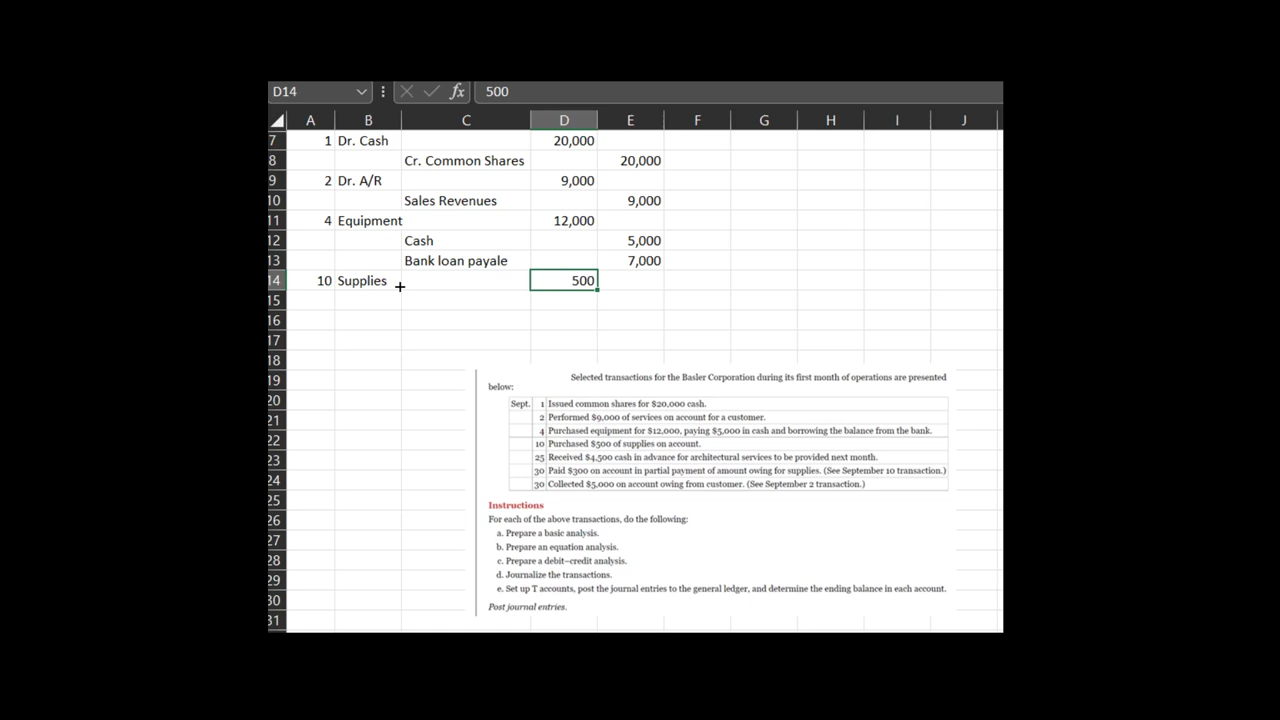 D14 fx 500
A B C D E F G H I J
7 1 Dr. Cash 20,000
8 Cr. Common Shares 20,000
9 2 Dr. A/R 9,000
10 Sales Revenues 9,000
11 4 Equipment 12,000
12 Cash 5,000
13 Bank loan payale 7,000
14 10 Supplies 500
15
16
17
18
19
20
21
22
23
24
25
26
27
28
29
30
31
Selected transactions for the Basler Corporation during its first month of operations are presented
below:
Sept. 1 Issued common shares for $20,000 cash.
2 Performed $9,000 of services on account for a customer.
4 Purchased equipment for $12,000, paying $5,000 in cash and borrowing the balance from the bank.
10 Purchased $500 of supplies on account.
25 Received $4,500 cash in advance for architectural services to be provided next month.
30 Paid $300 on account in partial payment of amount owing for supplies. (See September 10 transaction.)
30 Collected $5,000 on account owing from customer. (See September 2 transaction.)
Instructions
For each of the above transactions, do the following:
a. Prepare a basic analysis.
b. Prepare an equation analysis.
c. Prepare a debit–credit analysis.
d. Journalize the transactions.
e. Set up T accounts, post the journal entries to the general ledger, and determine the ending balance in each account.
Post journal entries.